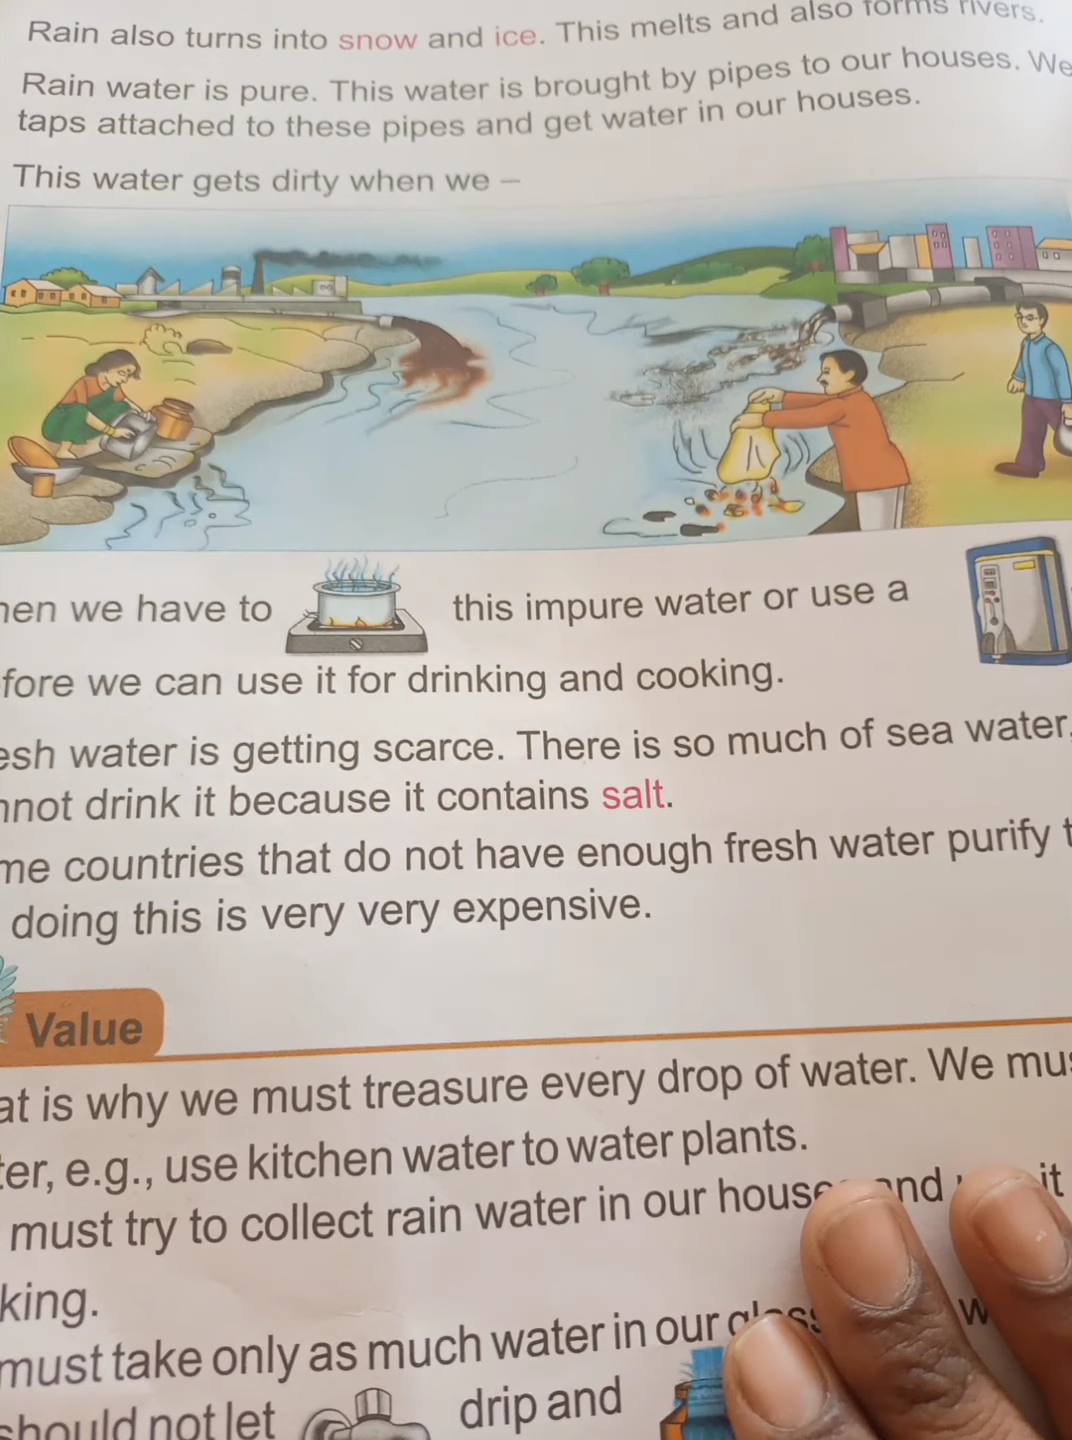 Rain also turns into snow and ice. This melts and also forms rivers.
Rain water is pure. This water is brought by pipes to our houses. We
taps attached to these pipes and get water in our houses.
This water gets dirty when we –
hen we have to this impure water or use a
fore we can use it for drinking and cooking.
esh water is getting scarce. There is so much of sea water.
nnot drink it because it contains salt.
me countries that do not have enough fresh water purify t
doing this is very very expensive.
Value
at is why we must treasure every drop of water. We mus
ter, e.g., use kitchen water to water plants.
must try to collect rain water in our houses and it
king.
must take only as much water in our glass w
should not let drip and